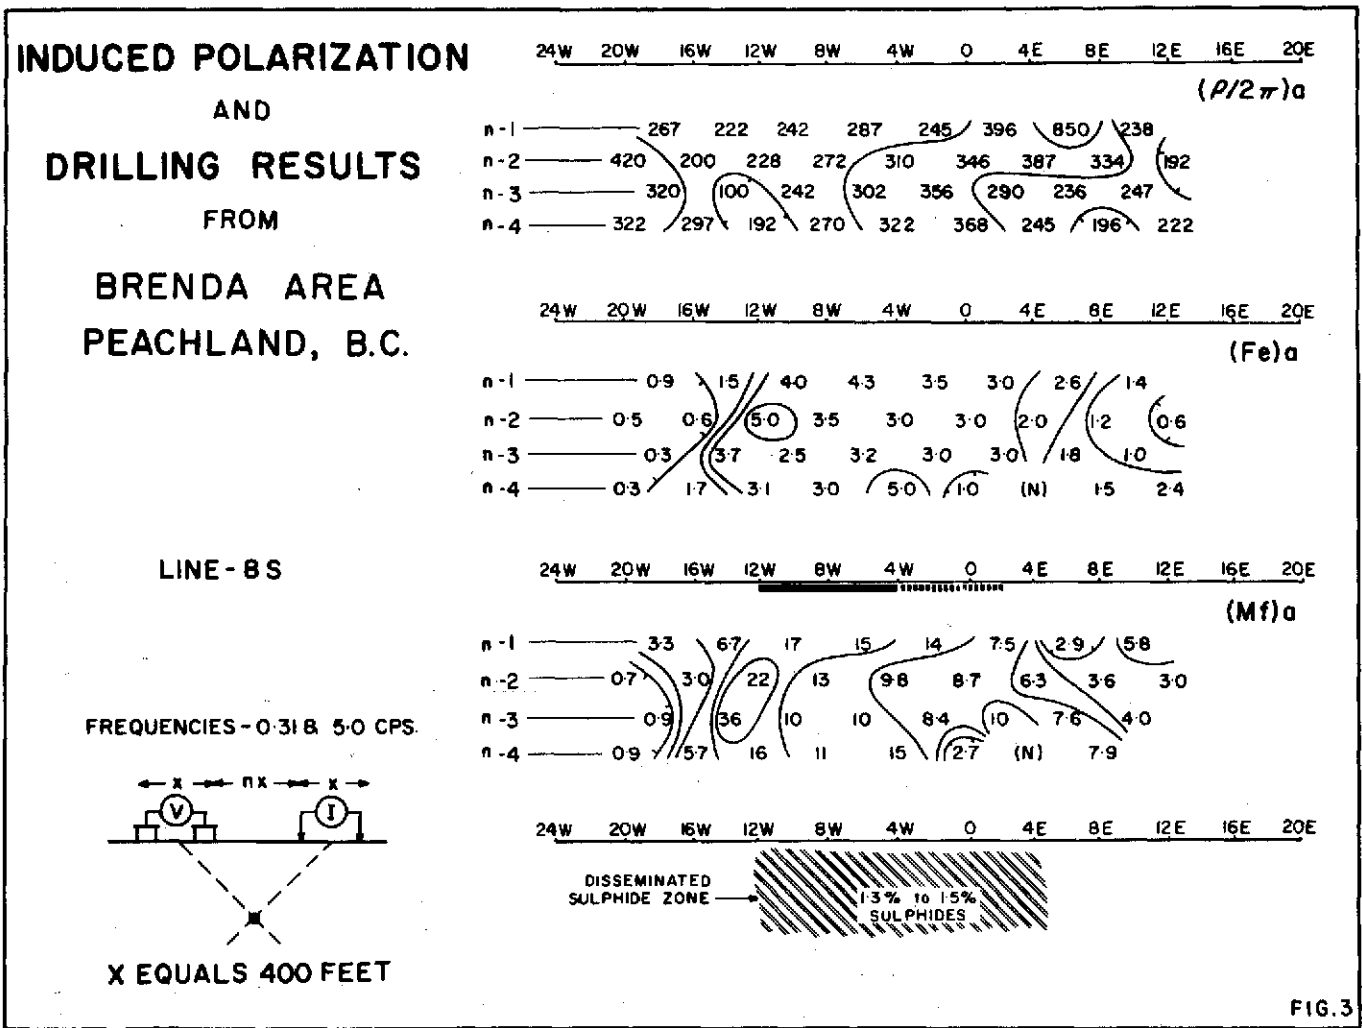 INDUCED POLARIZATION
AND
DRILLING RESULTS
FROM
BRENDA AREA
PEACHLAND, B.C.
24W 20W 16W 12W 8W 4W 0 4E 8E 12E 16E 20E
(ρ/2π)a
n-1 267 222 242 287 245 396 850 238
n-2 420 200 228 272 310 346 387 334 192
n-3 320 100 242 302 356 290 236 247
n-4 322 297 192 270 322 368 245 196 222
24W 20W 16W 12W 8W 4W 0 4E 8E 12E 16E 20E
(Fe)a
n-1 0.9 1.5 4.0 4.3 3.5 3.0 2.6 1.4
n-2 0.5 0.6 5.0 3.5 3.0 3.0 2.0 1.2 0.6
n-3 0.3 3.7 2.5 3.2 3.0 3.0 1.8 1.0
n-4 0.3 1.7 3.1 3.0 5.0 1.0 (N) 1.5 2.4
LINE-8S
24W 20W 16W 12W 8W 4W 0 4E 8E 12E 16E 20E
(Mf)a
n-1 3.3 6.7 17 15 14 7.5 2.9 5.8
n-2 0.7 3.0 22 13 9.8 8.7 6.3 3.6 3.0
n-3 0.9 36 10 10 8.4 10 7.6 4.0
n-4 0.9 5.7 16 11 15 2.7 (N) 7.9
FREQUENCIES-0.31 & 5.0 CPS.
x nx x
V I
X EQUALS 400 FEET
24W 20W 16W 12W 8W 4W 0 4E 8E 12E 16E 20E
DISSEMINATED
SULPHIDE ZONE
1.3% to 1.5%
SULPHIDES
FIG.3